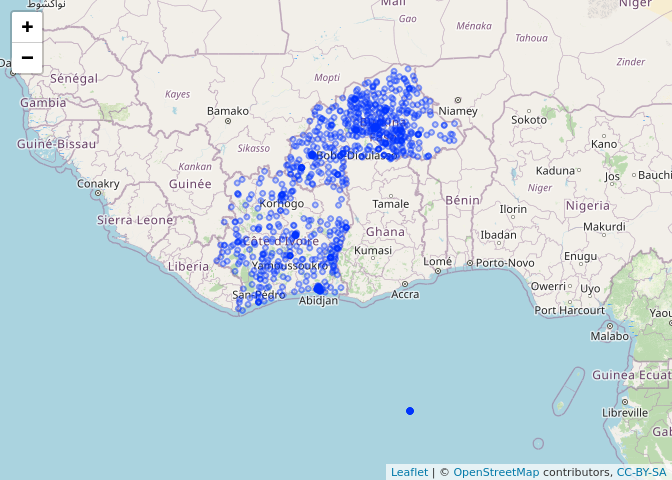 نواكشوط
Mali
Niger
+
−
Gao
Ménaka
Tahoua
Zinder
Sénégal
Mopti
Kayes
Gambia
Bamako
Niamey
Sokoto
Guiné-Bissau
Sikasso
Bobo-Dioulasso
Kano
Kaduna
Jos
Bauchi
Kankan
Conakry
Guinée
Niger
Korhogo
Tamale
Bénin
Nigeria
Ilorin
Sierra Leone
Makurdi
Ghana
Ibadan
Côte d'Ivoire
Kumasi
Enugu
Liberia
Yamoussoukro
Lomé
Porto-Novo
Owerri
Uyo
San-Pédro
Abidjan
Accra
Port Harcourt
Malabo
Guinea Ecuat
Libreville
Leaflet | © OpenStreetMap contributors, CC-BY-SA